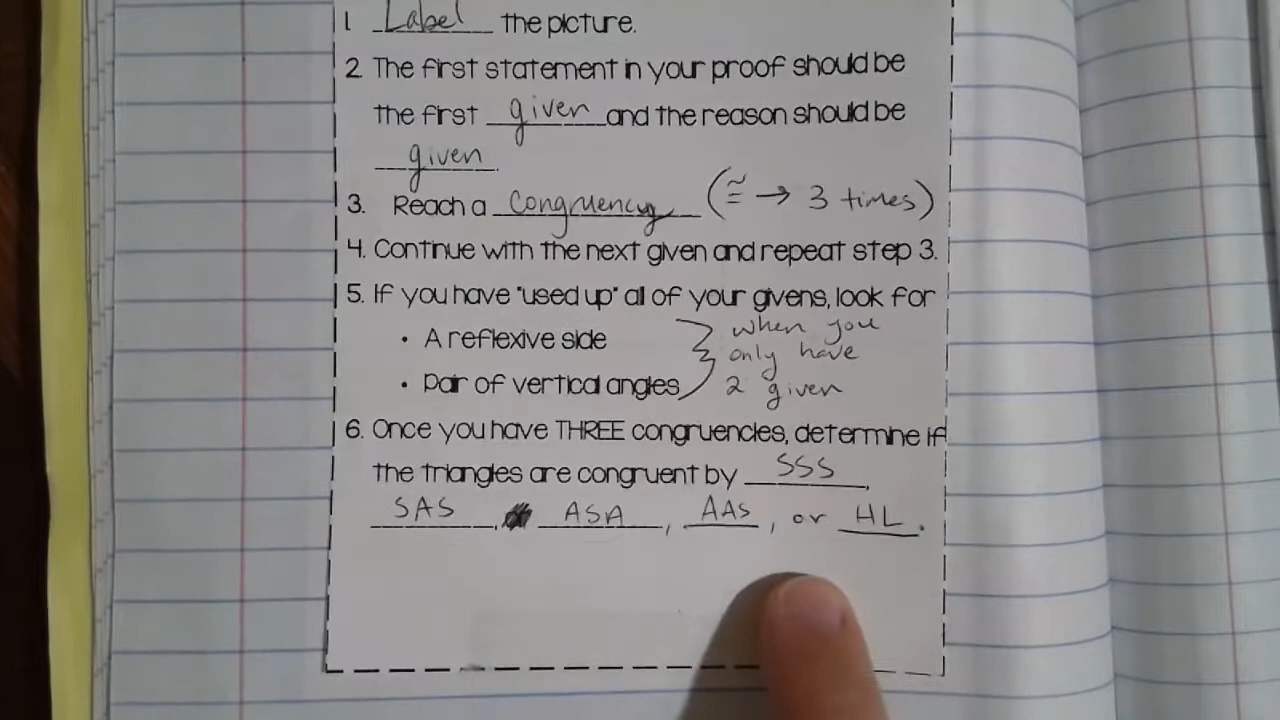 1 Label the picture.
2 The first statement in your proof should be
the first given and the reason should be
given.
3. Reach a congruency (≅ → 3 times)
4. Continue with the next given and repeat step 3.
5. If you have "used up" all of your givens, look for
• A reflexive side
• Pair of vertical angles
when you
only have
2 given
6. Once you have THREE congruencies, determine if
the triangles are congruent by SSS,
SAS, ASA, AAS, or HL.